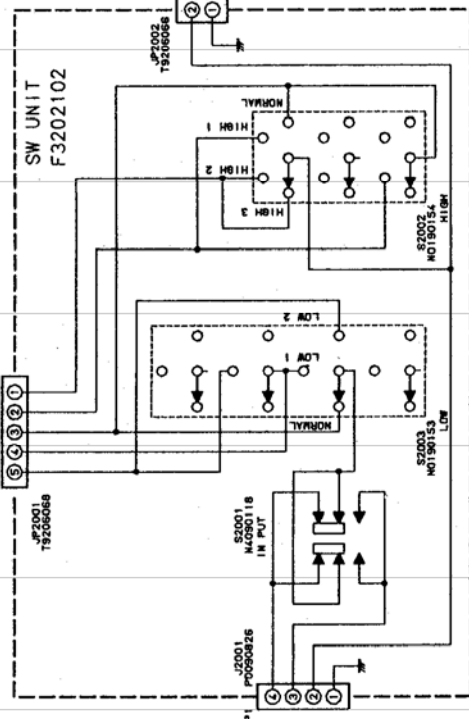 SW UNIT
F3202102
JP2002
T9206066
2
1
NORMAL
HIGH 1
HIGH 2
HIGH 3
S2002
N0190154
HIGH
LOW 2
LOW 1
NORMAL
S2003
N0190153
LOW
1
2
3
4
5
JP2001
T9206068
S2001
N4090118
IN PUT
J2001
P0090826
4
3
2
1